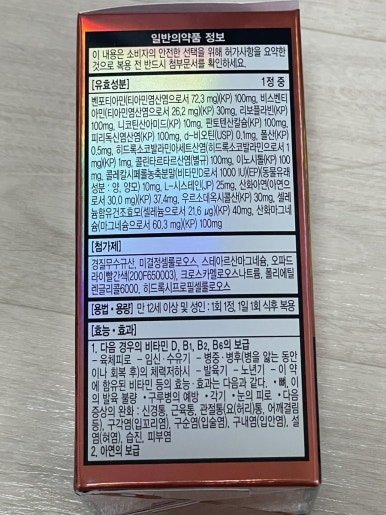 일반의약품 정보
이 내용은 소비자의 안전한 선택을 위해 허가사항을 요약한
것으로 복용 전 반드시 첨부문서를 확인하세요.
[유효성분] 1정 중
벤포티아민(티아민염산염으로서 72.3 mg)(KP) 100mg, 비스벤티
아민(티아민염산염으로서 26.2 mg)(KP) 30mg, 리보플라빈(KP)
100mg, 니코틴산아미드(KP) 10mg, 판토텐산칼슘(KP) 100mg,
피리독신염산염(KP) 100mg, d-비오틴(USP) 0.1mg, 폴산(KP)
0.5mg, 히드록소코발라민아세트산염(히드록소코발라민으로서 1
mg)(KP) 1mg, 콜린타르타르산염(별규) 100mg, 이노시톨(KP) 100
mg, 콜레칼시페롤농축분말(비타민D로서 1000 IU)(EP)(동물유래
성분 : 양, 양모) 10mg, L-시스테인(JP) 25mg, 산화아연(아연으
로서 30.0 mg)(KP) 37.4mg, 우르소데옥시콜산(KP) 30mg, 셀레
늄함유건조효모(셀레늄으로서 21.6 μg)(KP) 40mg, 산화마그네
슘(마그네슘으로서 60.3 mg)(KP) 100mg
[첨가제]
경질무수규산, 미결정셀룰로오스, 스테아르산마그네슘, 오파드
라이빨간색(200F650003), 크로스카멜로오스나트륨, 폴리에틸
렌글리콜6000, 히드록시프로필셀룰로오스
[용법·용량] 만 12세 이상 및 성인 : 1회 1정, 1일 1회 식후 복용
[효능·효과]
1. 다음 경우의 비타민 D, B₁, B₂, B₆의 보급
- 육체피로 - 임신·수유기 - 병중·병후(병을 앓는 동안
이나 회복 후)의 체력저하시 - 발육기 - 노년기 - 이 약
에 함유된 비타민 등의 효능·효과는 다음과 같다. • 뼈, 이
의 발육 불량 • 구루병의 예방 • 각기 • 눈의 피로 • 다음
증상의 완화 : 신경통, 근육통, 관절통(요(허리)통, 어깨결림
등), 구각염(입꼬리염), 구순염(입술염), 구내염(입안염), 설
염(혀염), 습진, 피부염
2. 아연의 보급